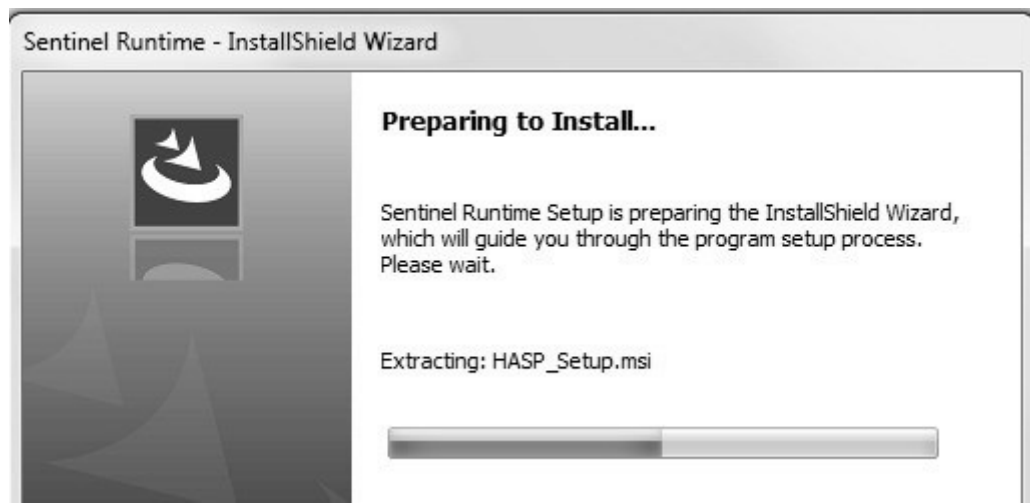 Sentinel Runtime - InstallShield Wizard
Preparing to Install...
Sentinel Runtime Setup is preparing the InstallShield Wizard,
which will guide you through the program setup process.
Please wait.
Extracting: HASP_Setup.msi